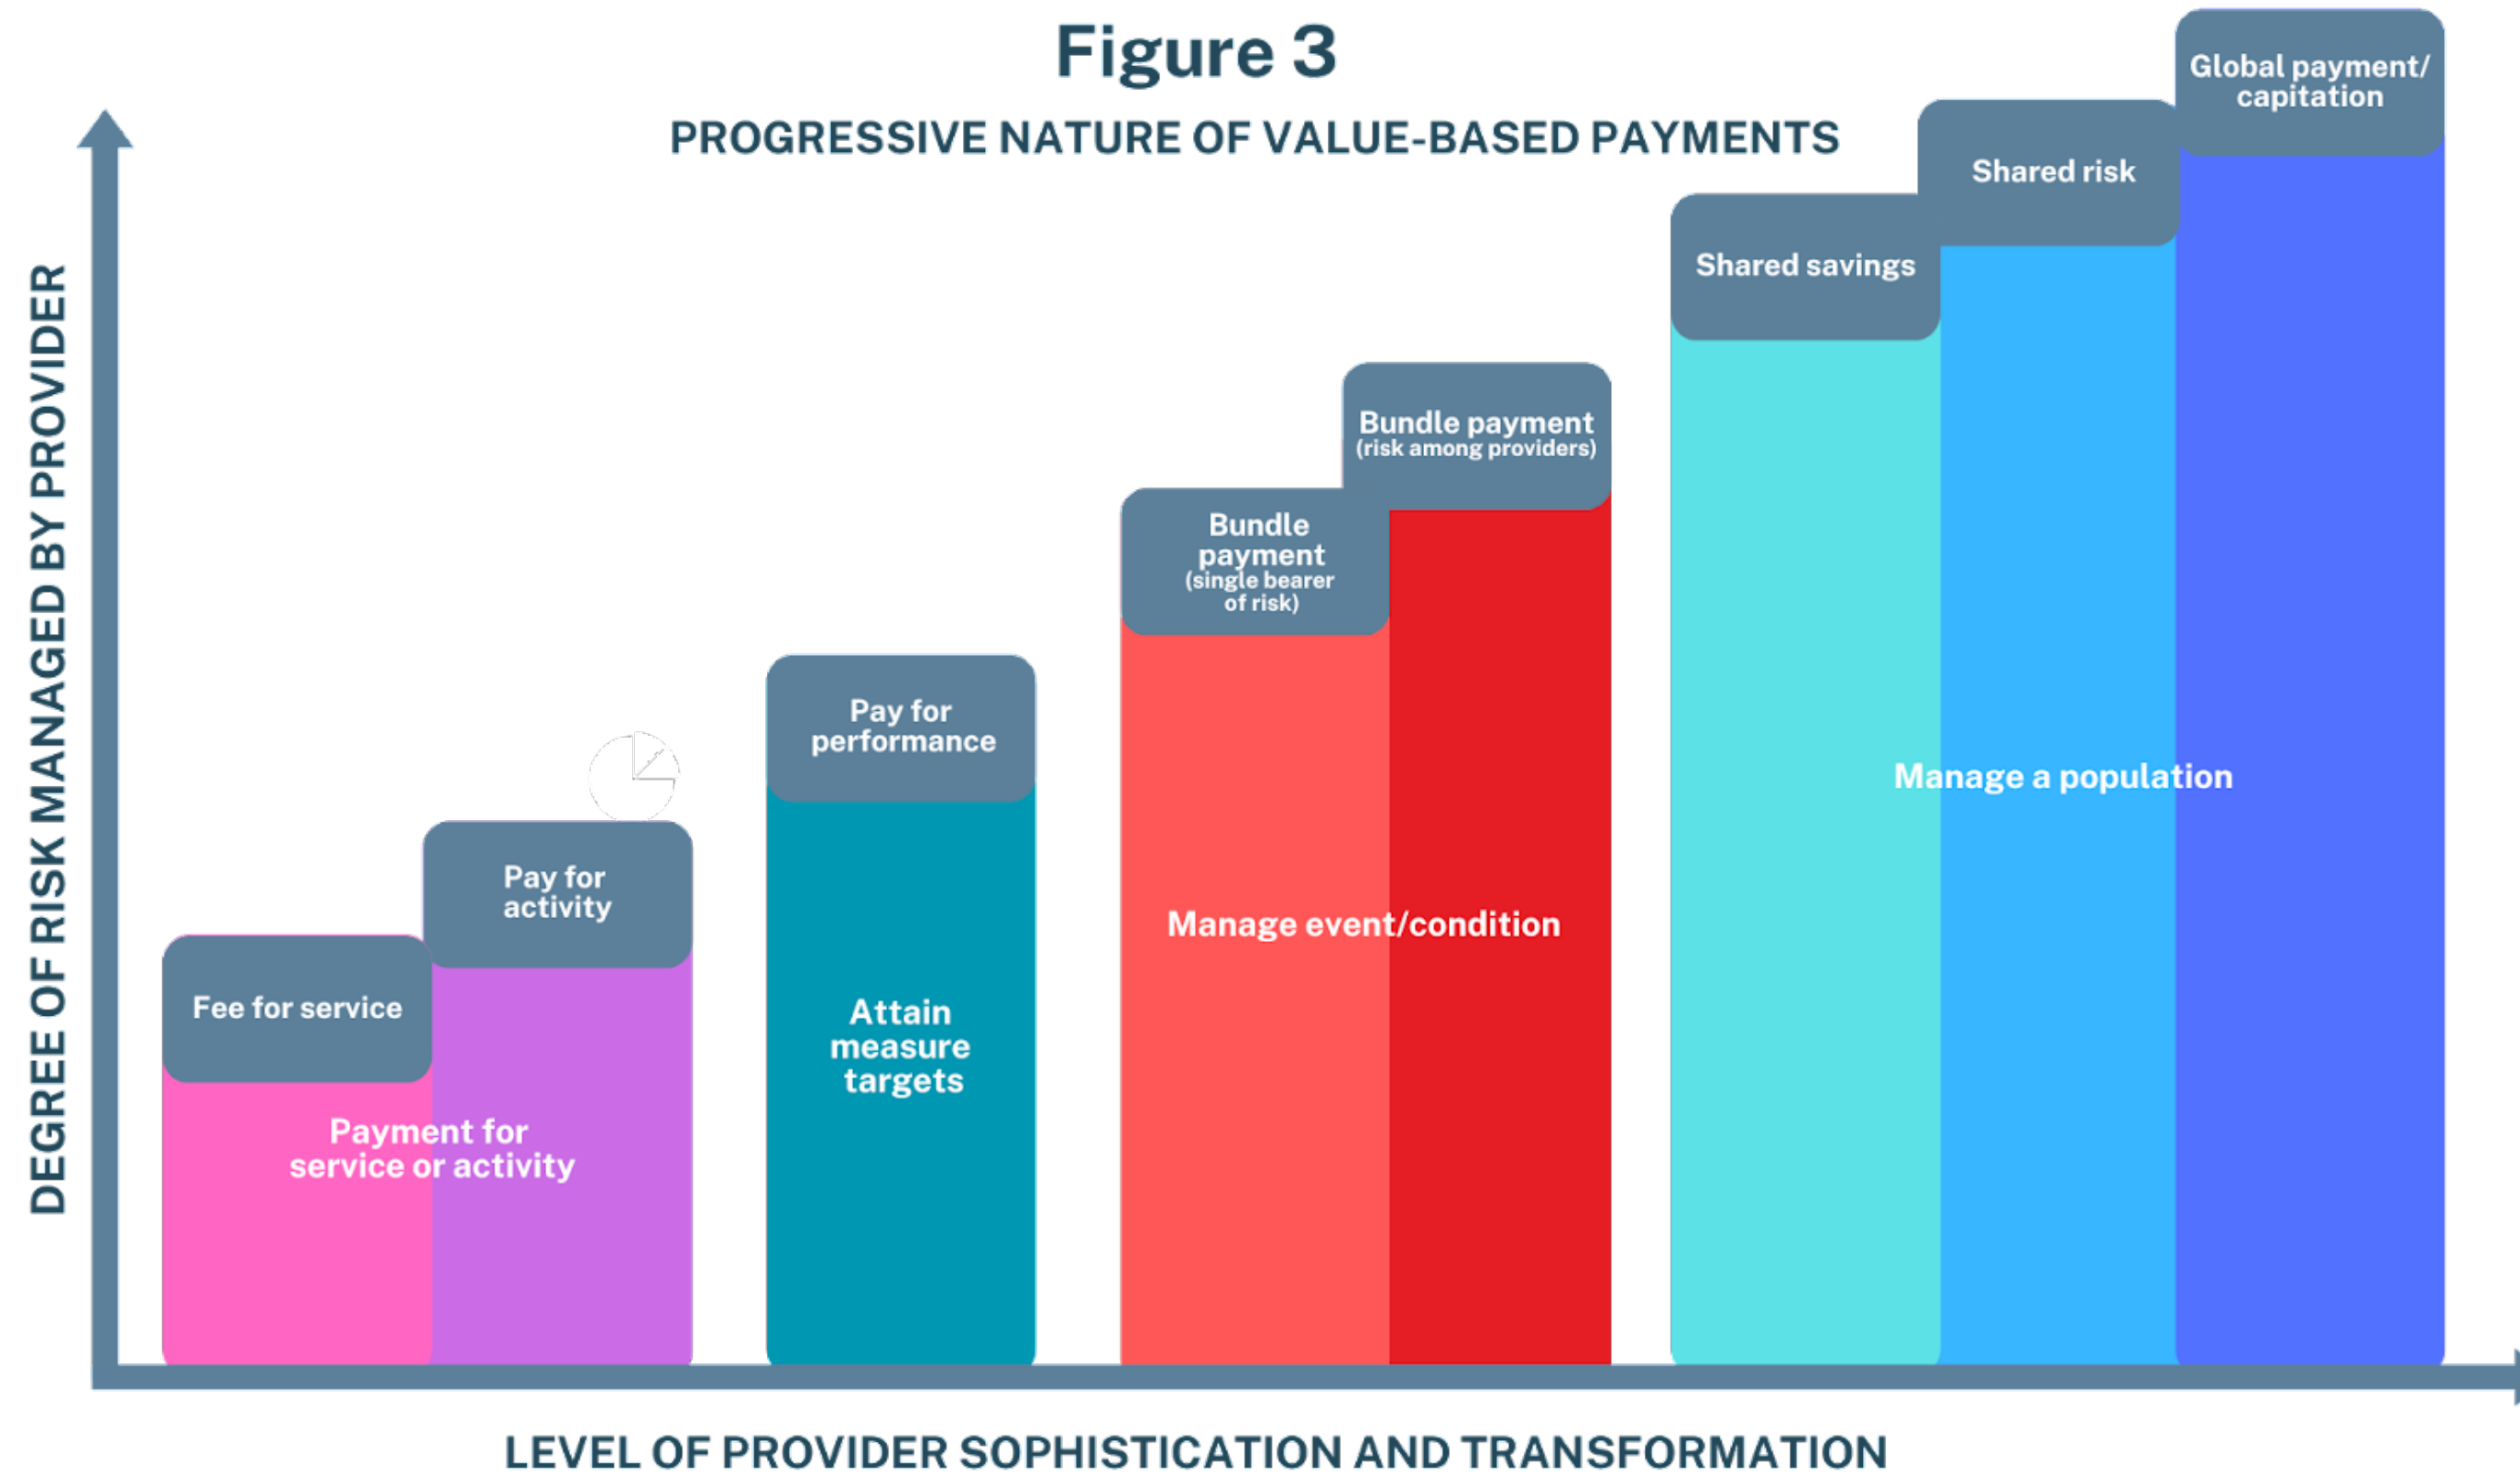 Figure 3
PROGRESSIVE NATURE OF VALUE-BASED PAYMENTS
DEGREE OF RISK MANAGED BY PROVIDER
Fee for service
Pay for
activity
Payment for
service or activity
Pay for
performance
Attain
measure
targets
Bundle
payment
(single bearer
of risk)
Bundle payment
(risk among providers)
Manage event/condition
Shared savings
Shared risk
Global payment/
capitation
Manage a population
LEVEL OF PROVIDER SOPHISTICATION AND TRANSFORMATION